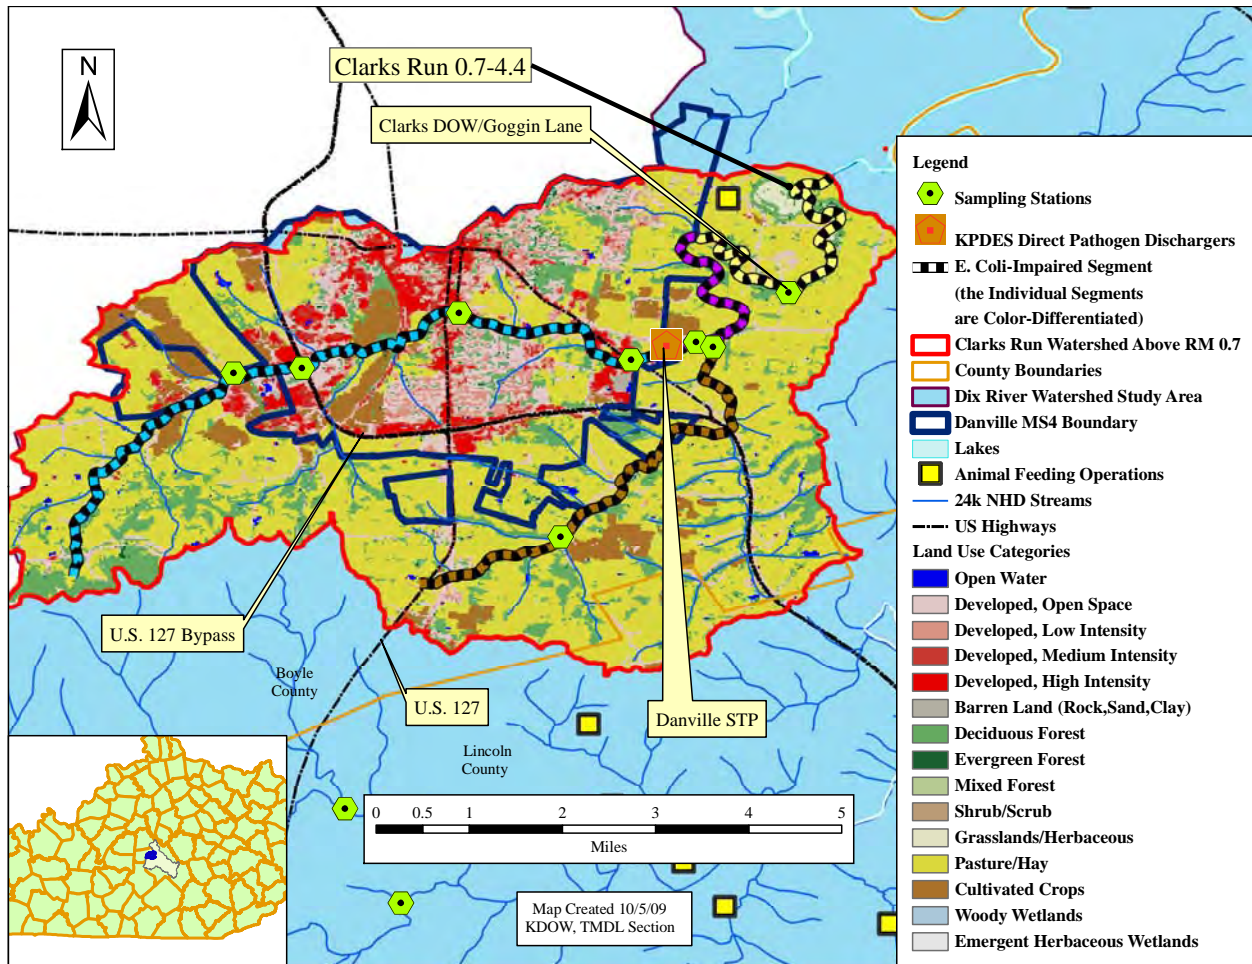 N
Clarks Run 0.7-4.4
Clarks DOW/Goggin Lane
U.S. 127 Bypass
Boyle
County
U.S. 127
Lincoln
County
Danville STP
0 0.5 1 2 3 4 5
Miles
Map Created 10/5/09
KDOW, TMDL Section
Legend
Sampling Stations
KPDES Direct Pathogen Dischargers
E. Coli-Impaired Segment
(the Individual Segments
are Color-Differentiated)
Clarks Run Watershed Above RM 0.7
County Boundaries
Dix River Watershed Study Area
Danville MS4 Boundary
Lakes
Animal Feeding Operations
24k NHD Streams
US Highways
Land Use Categories
Open Water
Developed, Open Space
Developed, Low Intensity
Developed, Medium Intensity
Developed, High Intensity
Barren Land (Rock,Sand,Clay)
Deciduous Forest
Evergreen Forest
Mixed Forest
Shrub/Scrub
Grasslands/Herbaceous
Pasture/Hay
Cultivated Crops
Woody Wetlands
Emergent Herbaceous Wetlands